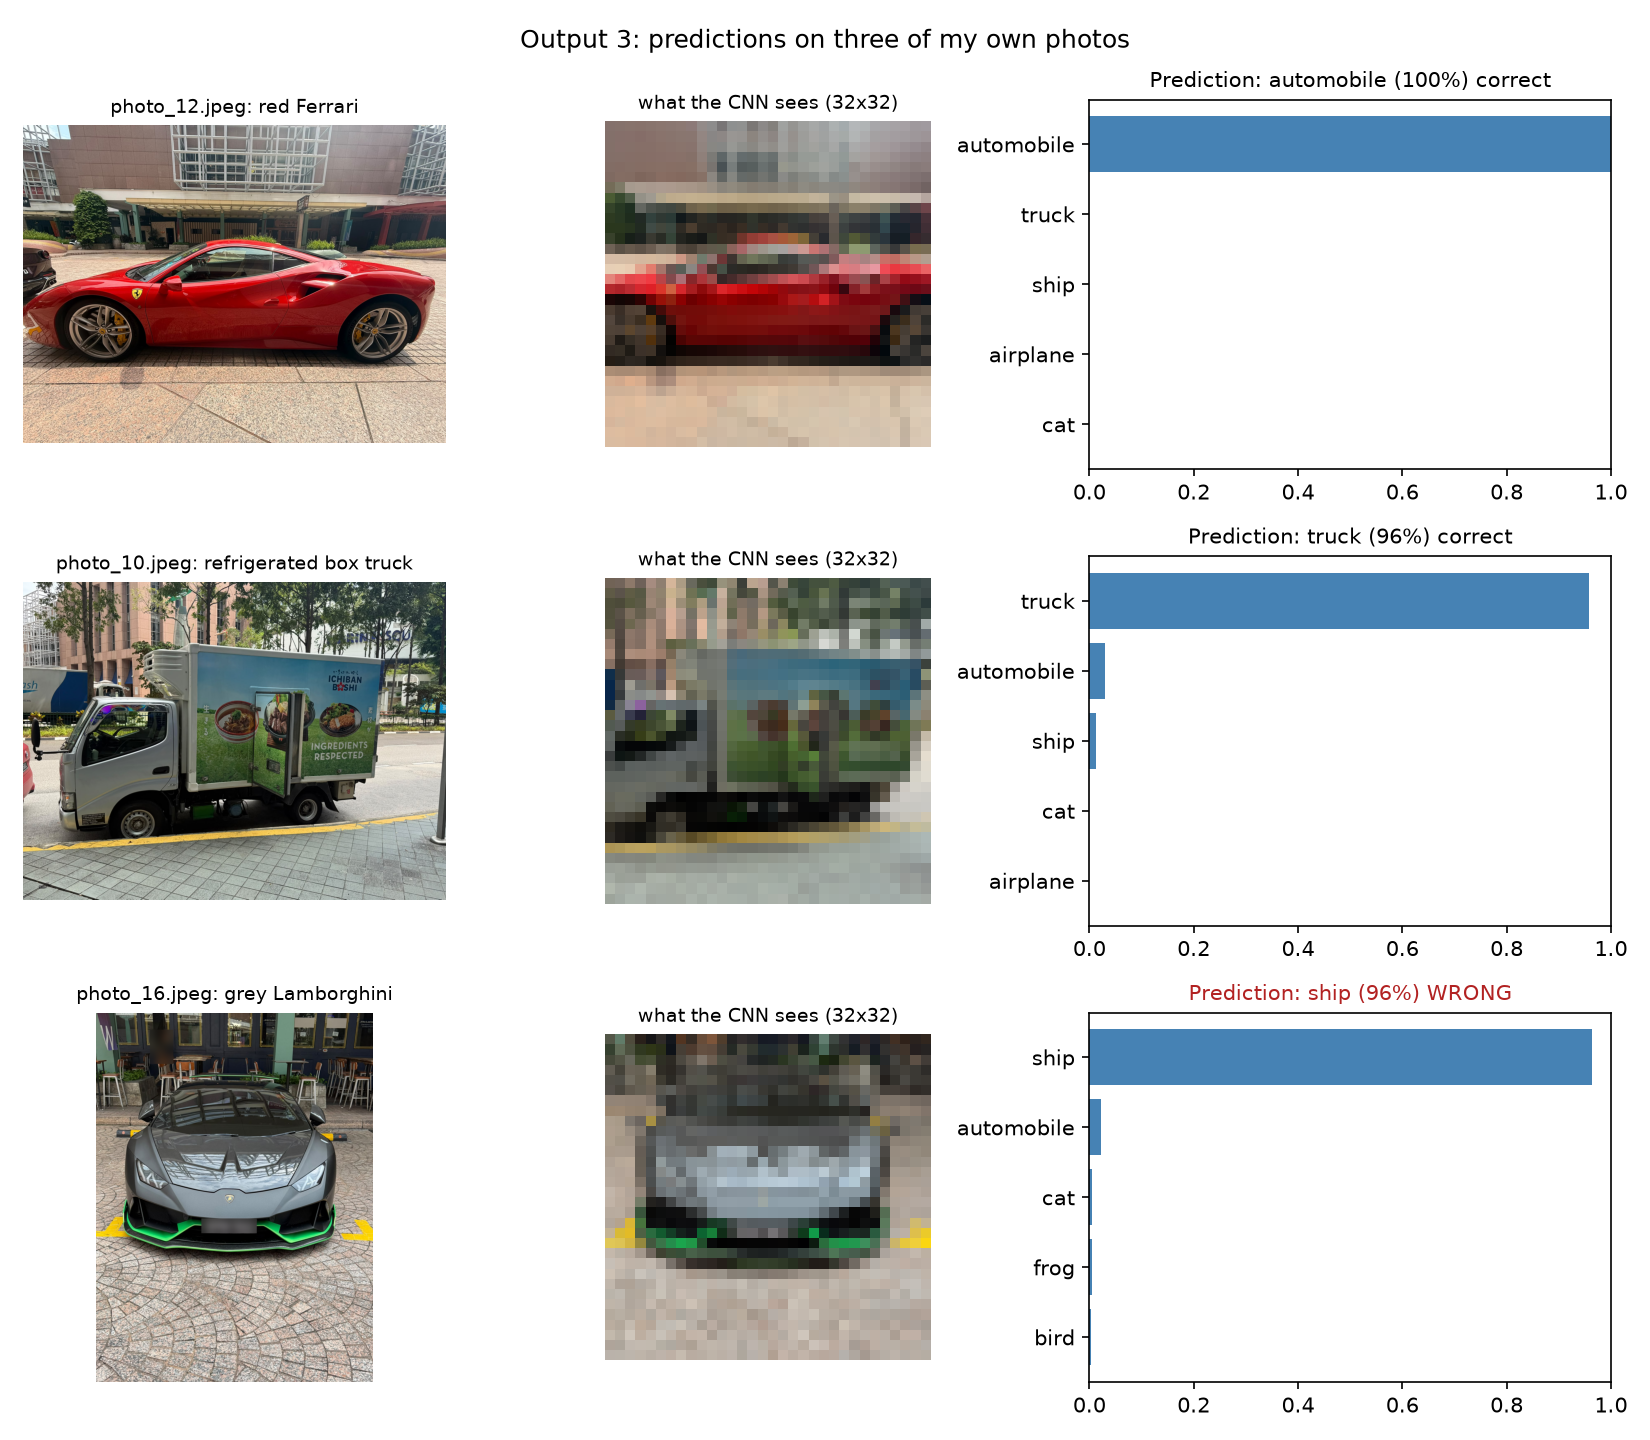 Output 3: predictions on three of my own photos
photo_12.jpeg: red Ferrari
what the CNN sees (32x32)
Prediction: automobile (100%) correct
automobile
truck
ship
airplane
cat
0.0 0.2 0.4 0.6 0.8 1.0
photo_10.jpeg: refrigerated box truck
ICHIBAN
BOSHI
INGREDIENTS
RESPECTED
what the CNN sees (32x32)
Prediction: truck (96%) correct
truck
automobile
ship
cat
airplane
0.0 0.2 0.4 0.6 0.8 1.0
photo_16.jpeg: grey Lamborghini
what the CNN sees (32x32)
Prediction: ship (96%) WRONG
ship
automobile
cat
frog
bird
0.0 0.2 0.4 0.6 0.8 1.0